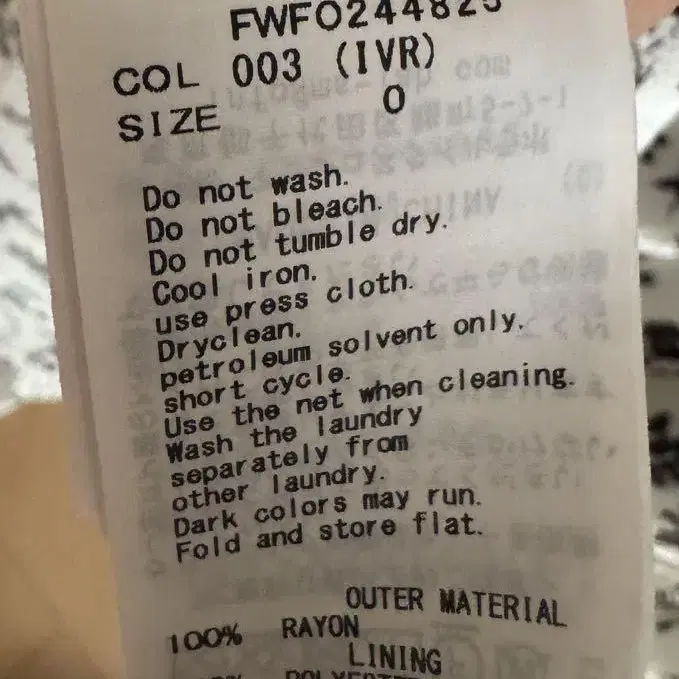 FWFO244825
COL 003 (IVR)
SIZE 0
Do not wash.
Do not bleach.
Do not tumble dry.
Cool iron.
use press cloth.
Dryclean.
petroleum solvent only.
short cycle.
Use the net when cleaning.
Wash the laundry
separately from
other laundry.
Dark colors may run.
Fold and store flat.
OUTER MATERIAL
100% RAYON
LINING